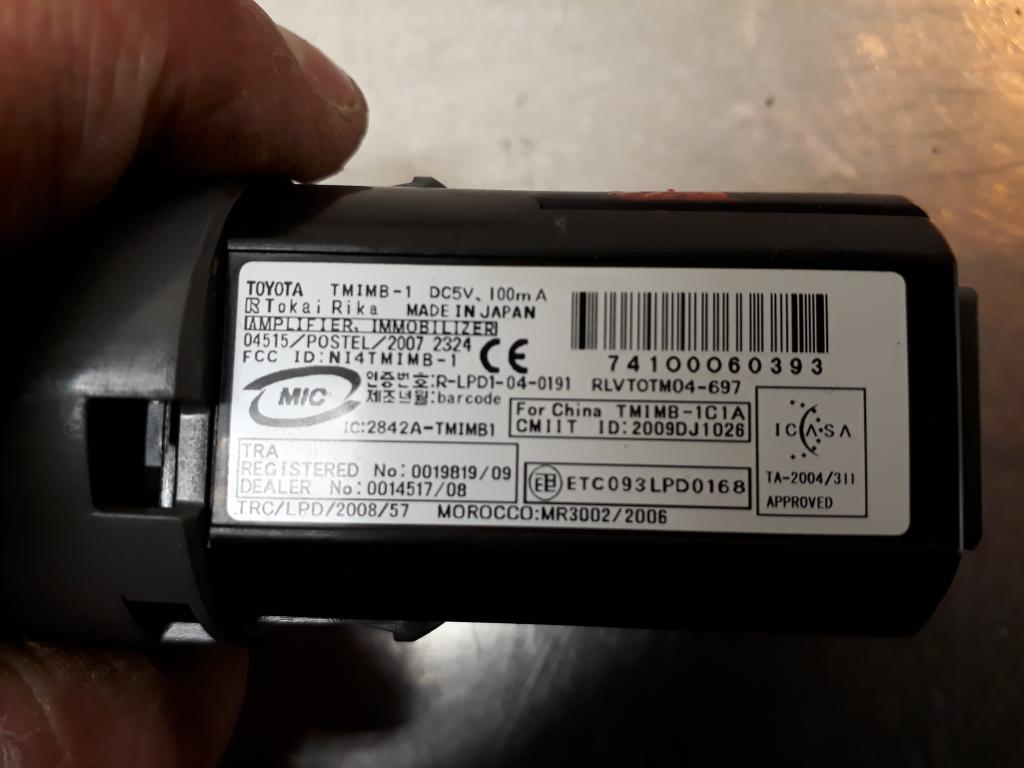 TOYOTA TMIMB-1 DC5V, 100mA
Tokai Rika MADE IN JAPAN
AMPLIFIER, IMMOBILIZER
04515/POSTEL/2007 2324
FCC ID:NI4TMIMB-1
CE
74100060393
MIC
인증번호:R-LPD1-04-0191 RLVTOTM04-697
제조년월:barcode
IC:2842A-TMIMB1
For China TMIMB-1C1A
CMIIT ID:2009DJ1026
ICASA
TA-2004/311
APPROVED
TRA
REGISTERED No:0019819/09
DEALER No:0014517/08
ETC093LPD0168
TRC/LPD/2008/57 MOROCCO:MR3002/2006